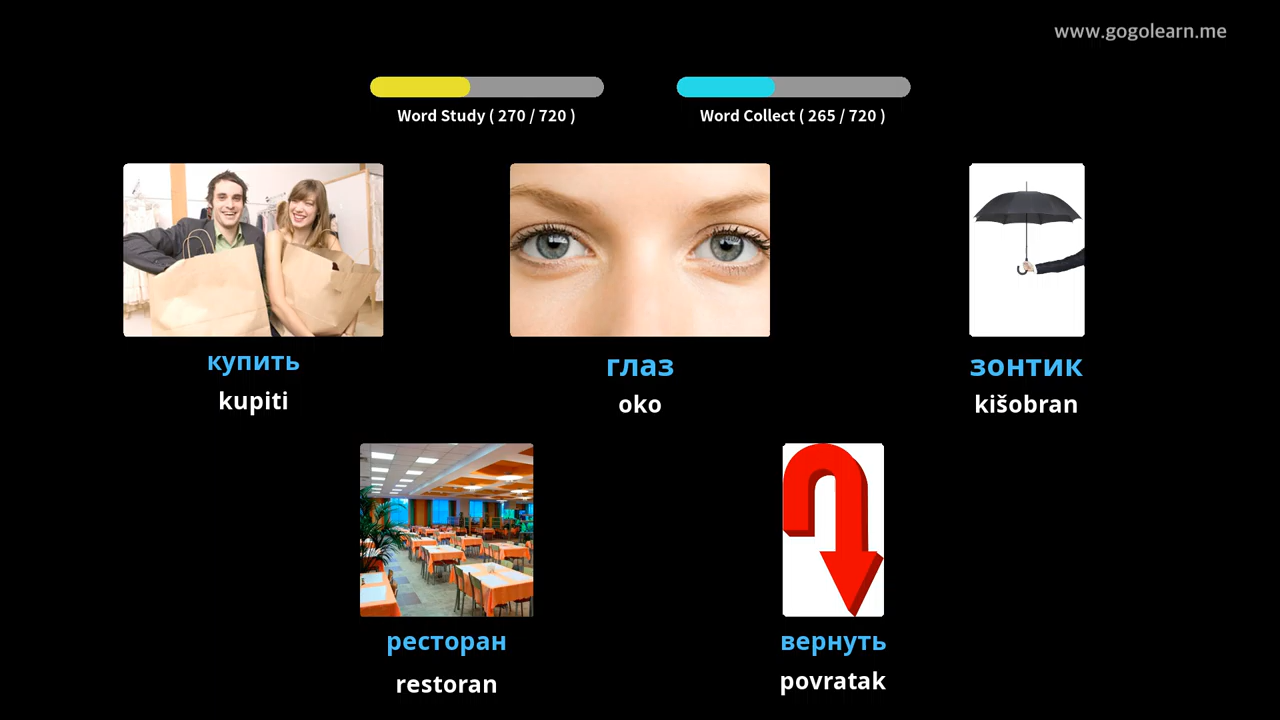 www.gogolearn.me
Word Study ( 270 / 720 )
Word Collect ( 265 / 720 )
купить
kupiti
глаз
oko
зонтик
kišobran
ресторан
restoran
вернуть
povratak